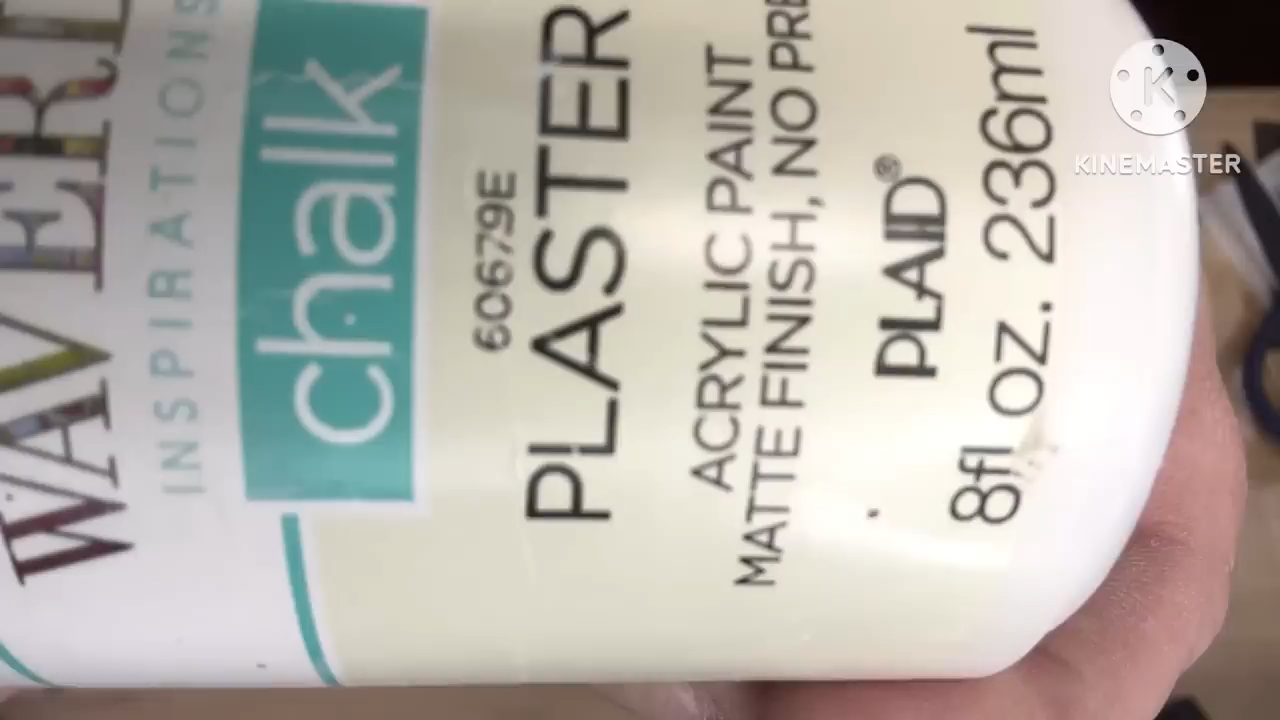 WAVERL
INSPIRATIONS
chalk
60679E
PLASTER
ACRYLIC PAINT
MATTE FINISH, NO PRE
PLAID®
8fl oz. 236ml
K
KINEMASTER